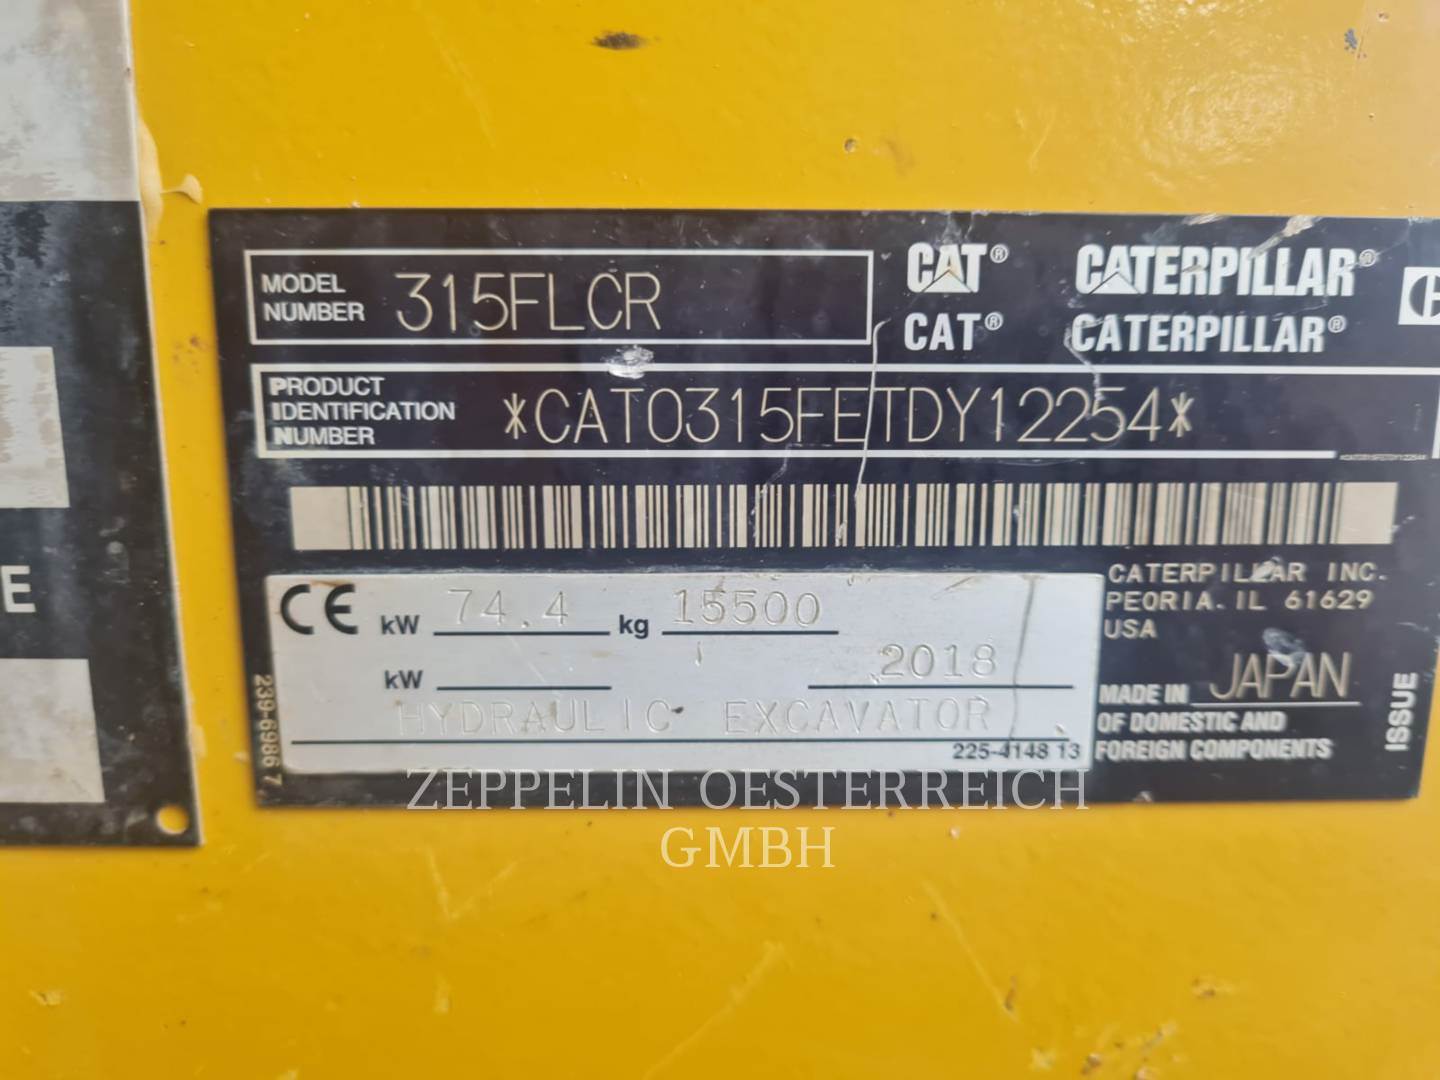 MODEL NUMBER 315FLCR
CAT® CATERPILLAR®
CAT® CATERPILLAR®
PRODUCT IDENTIFICATION NUMBER *CAT0315FETDY12254*
CE kW 74.4 kg 15500
kW 2018
HYDRAULIC EXCAVATOR
225-4148 13
239-6986 7
CATERPILLAR INC.
PEORIA. IL 61629
USA
MADE IN JAPAN
OF DOMESTIC AND
FOREIGN COMPONENTS
ISSUE
E
ZEPPELIN OESTERREICH
GMBH